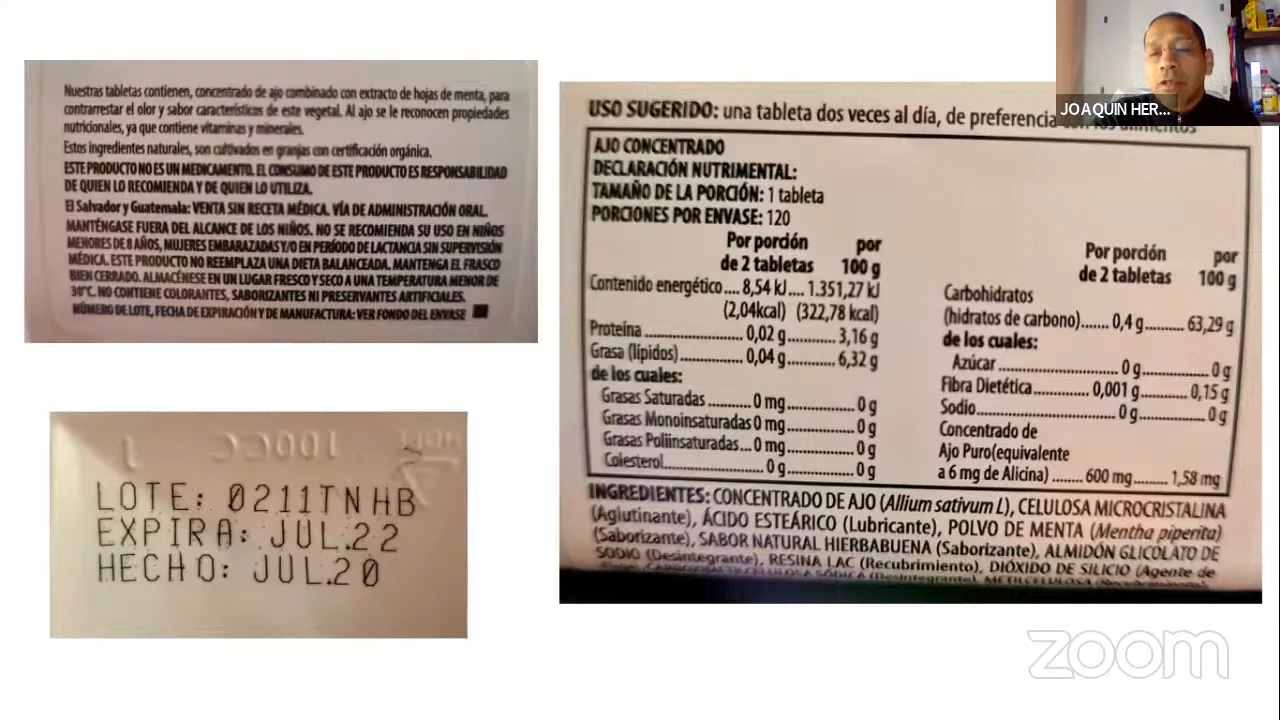 Nuestras tabletas contienen, concentrado de ajo combinado con extracto de hojas de menta, para
contrarrestar el olor y sabor característicos de este vegetal. Al ajo se le reconocen propiedades
nutricionales, ya que contiene vitaminas y minerales.
Estos ingredientes naturales, son cultivados en granjas con certificación orgánica.
ESTE PRODUCTO NO ES UN MEDICAMENTO. EL CONSUMO DE ESTE PRODUCTO ES RESPONSABILIDAD
DE QUIEN LO RECOMIENDA Y DE QUIEN LO UTILIZA.
El Salvador y Guatemala: VENTA SIN RECETA MÉDICA. VÍA DE ADMINISTRACIÓN ORAL.
MANTÉNGASE FUERA DEL ALCANCE DE LOS NIÑOS. NO SE RECOMIENDA SU USO EN NIÑOS
MENORES DE 8 AÑOS, MUJERES EMBARAZADAS Y/O EN PERÍODO DE LACTANCIA SIN SUPERVISIÓN
MÉDICA. ESTE PRODUCTO NO REEMPLAZA UNA DIETA BALANCEADA. MANTENGA EL FRASCO
BIEN CERRADO. ALMACÉNESE EN UN LUGAR FRESCO Y SECO A UNA TEMPERATURA MENOR DE
30°C. NO CONTIENE COLORANTES, SABORIZANTES NI PRESERVANTES ARTIFICIALES.
NÚMERO DE LOTE, FECHA DE EXPIRACIÓN Y DE MANUFACTURA: VER FONDO DEL ENVASE
100CC
LOTE: 0211TNHB
EXPIRA: JUL.22
HECHO: JUL.20
USO SUGERIDO: una tableta dos veces al día, de preferencia con los alimentos
AJO CONCENTRADO
DECLARACIÓN NUTRIMENTAL:
TAMAÑO DE LA PORCIÓN: 1 tableta
PORCIONES POR ENVASE: 120
Por porción por
de 2 tabletas 100 g
Contenido energético.... 8,54 kJ.... 1.351,27 kJ
(2,04kcal) (322,78 kcal)
Proteína.......................0,02 g............3,16 g
Grasa (lípidos)...............0,04 g............6,32 g
de los cuales:
Grasas Saturadas..........0 mg..............0 g
Grasas Monoinsaturadas 0 mg..............0 g
Grasas Poliinsaturadas...0 mg..............0 g
Colesterol.....................0 g..............0 g
Por porción por
de 2 tabletas 100 g
Carbohidratos
(hidratos de carbono)...... 0,4 g.......... 63,29 g
de los cuales:
Azúcar............................0 g...............0 g
Fibra Dietética...............0,001 g..........0,15 g
Sodio..............................0 g...............0 g
Concentrado de
Ajo Puro(equivalente
a 6 mg de Alicina)...... 600 mg......... 1,58 mg
INGREDIENTES: CONCENTRADO DE AJO (Allium sativum L), CELULOSA MICROCRISTALINA
(Aglutinante), ÁCIDO ESTEÁRICO (Lubricante), POLVO DE MENTA (Mentha piperita)
(Saborizante), SABOR NATURAL HIERBABUENA (Saborizante), ALMIDÓN GLICOLATO DE
SODIO (Desintegrante), RESINA LAC (Recubrimiento), DIÓXIDO DE SILICIO (Agente de
JOAQUIN HER...
zoom